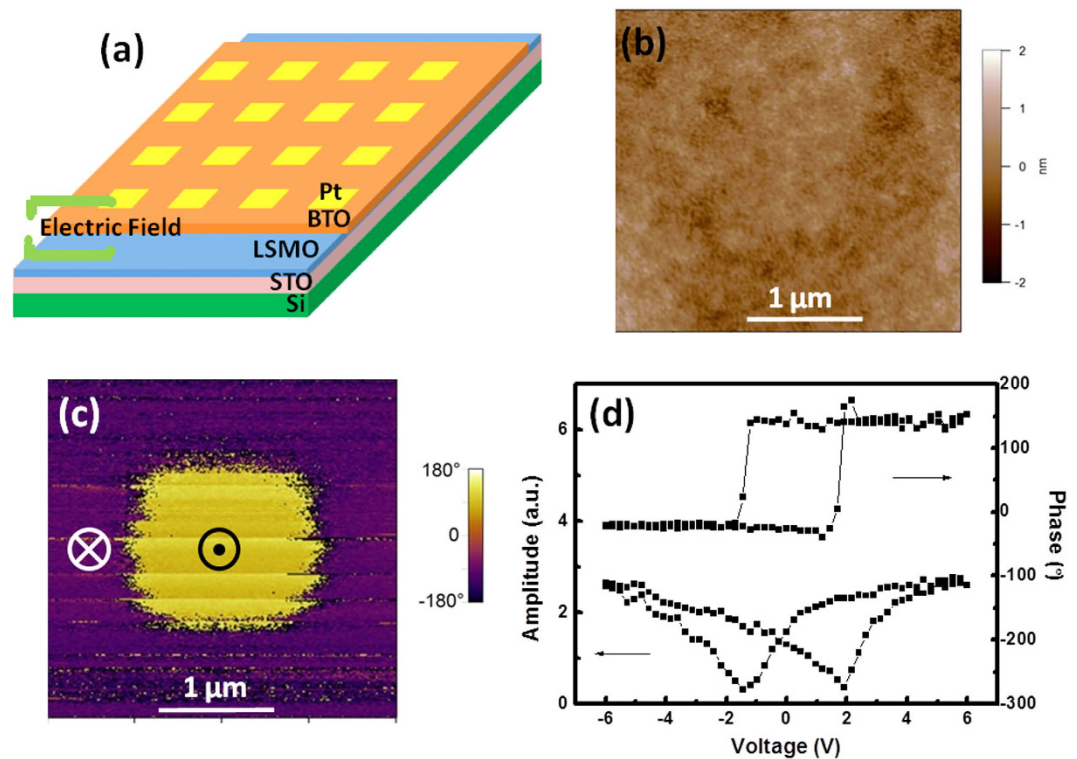 (a)
Pt
BTO
Electric Field
LSMO
STO
Si
(b)
2
1
0
-1
-2
nm
1 μm
(c)
180°
0
-180°
1 μm
(d)
Amplitude (a.u.)
6
4
2
0
200
100
0
-100
-200
-300
Phase (°)
-6 -4 -2 0 2 4 6
Voltage (V)